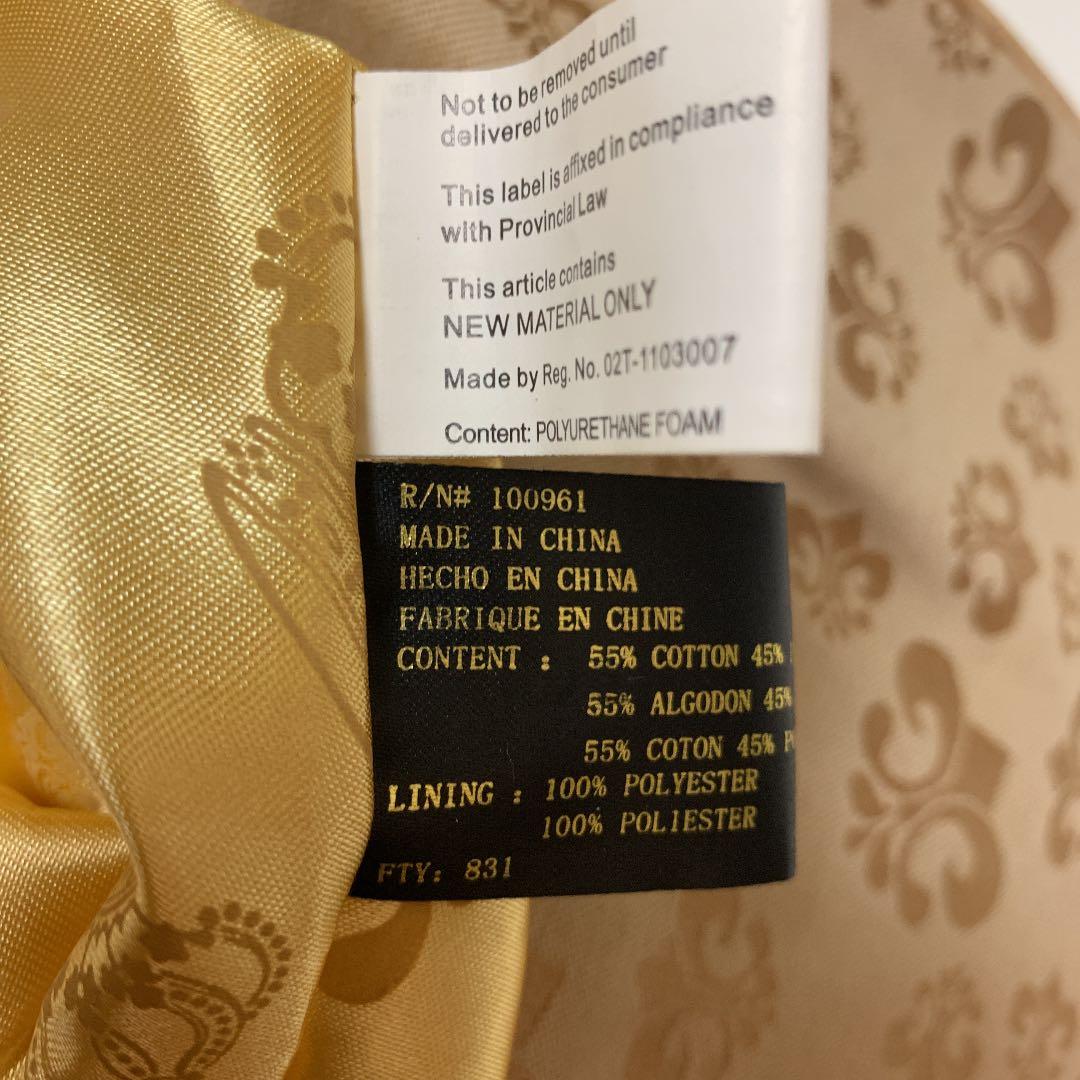 Not to be removed until
delivered to the consumer
This label is affixed in compliance
with Provincial Law
This article contains
NEW MATERIAL ONLY
Made by Reg. No. 02T-1103007
Content: POLYURETHANE FOAM
R/N# 100961
MADE IN CHINA
HECHO EN CHINA
FABRIQUE EN CHINE
CONTENT : 55% COTTON 45%
55% ALGODON 45%
55% COTON 45%
LINING : 100% POLYESTER
100% POLIESTER
FTY: 831